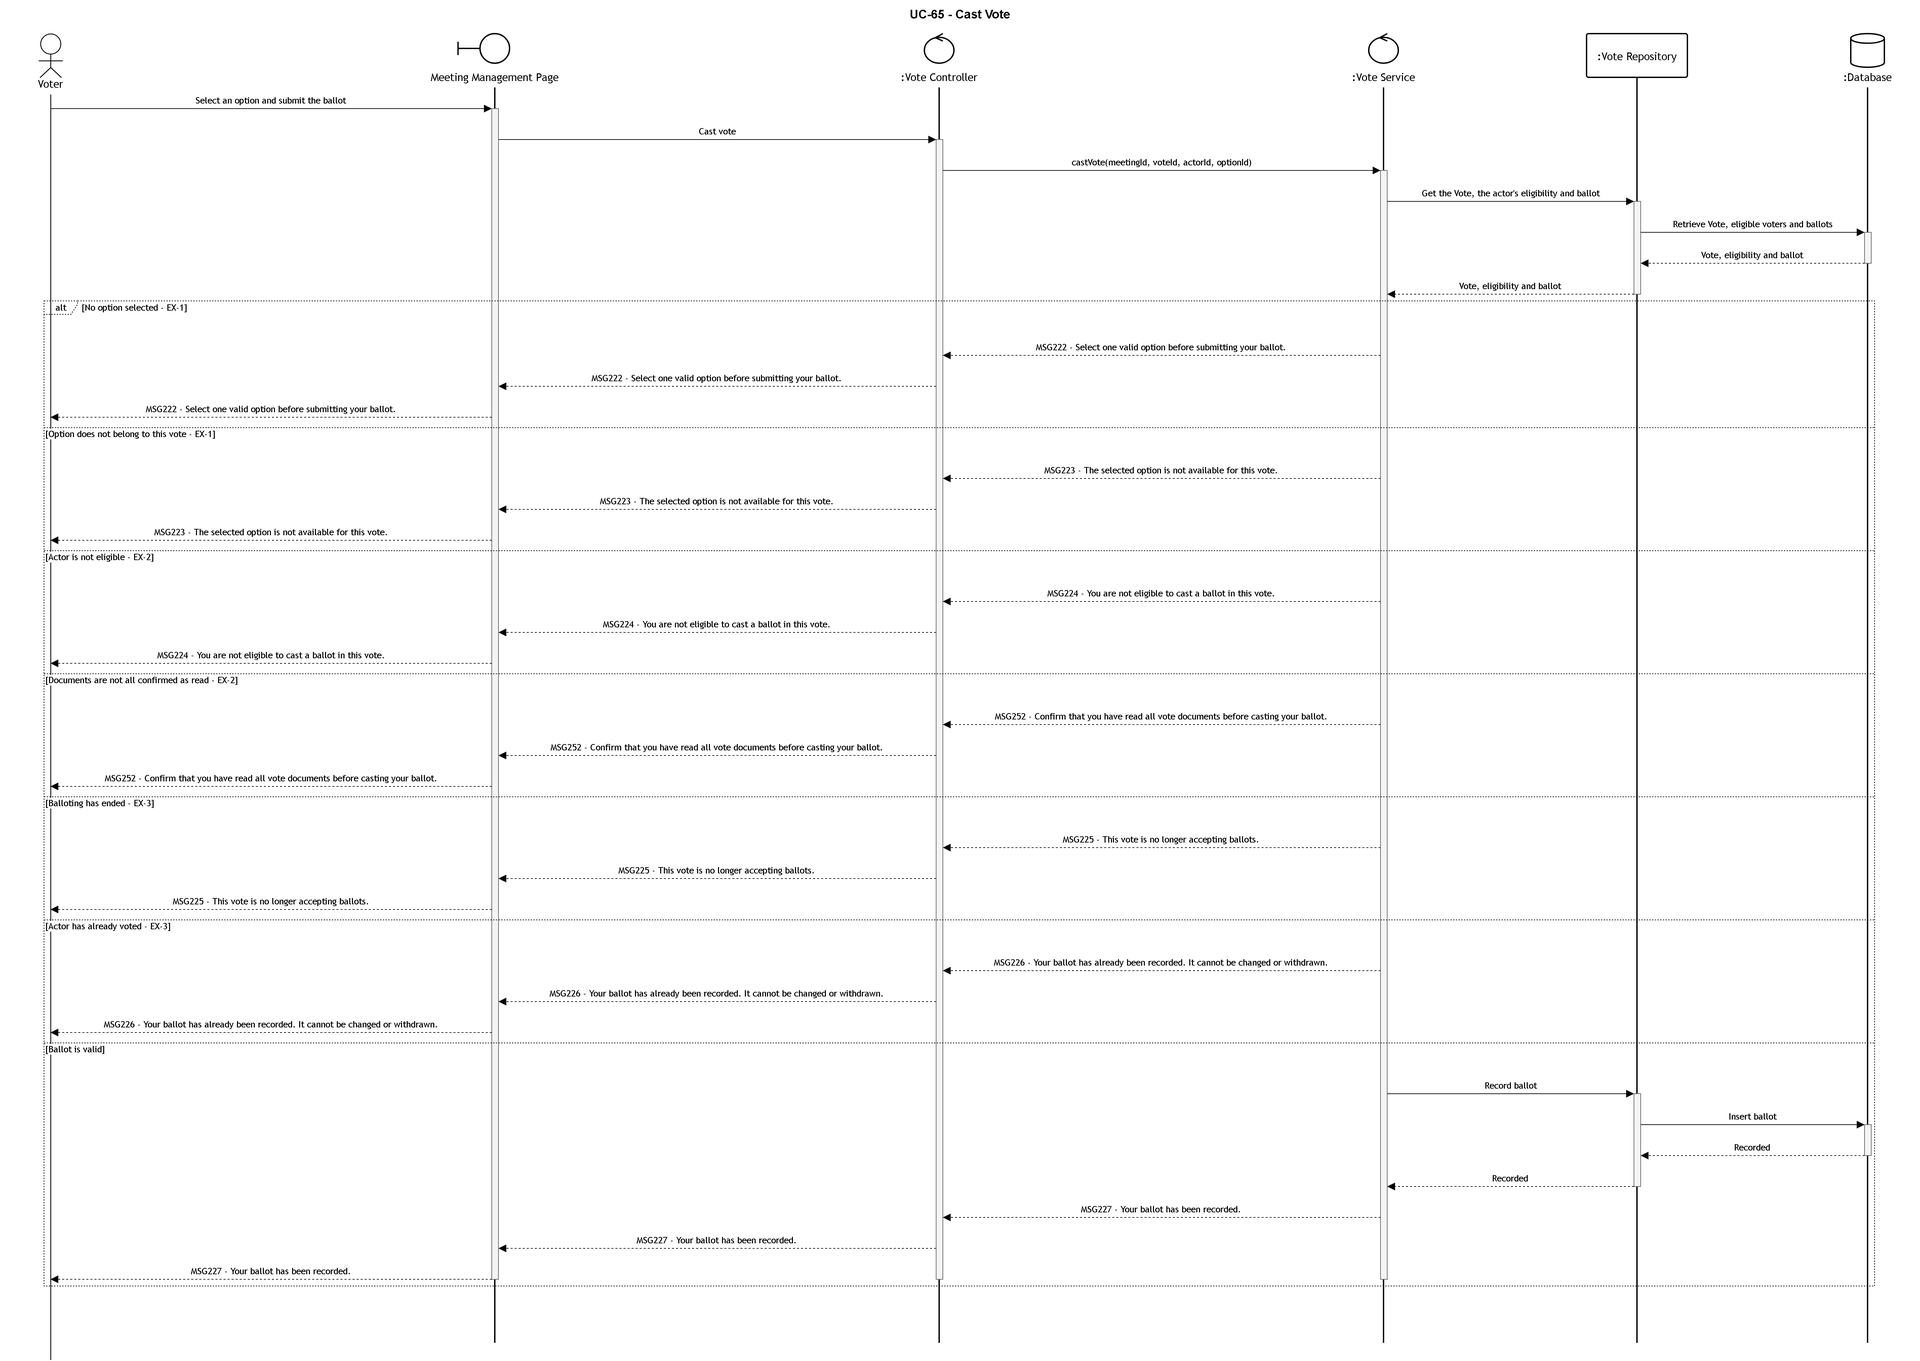 UC-65 - Cast Vote
Voter
Meeting Management Page
:Vote Controller
:Vote Service
:Vote Repository
:Database
Select an option and submit the ballot
Cast vote
castVote(meetingId, voteId, actorId, optionId)
Get the Vote, the actor's eligibility and ballot
Retrieve Vote, eligible voters and ballots
Vote, eligibility and ballot
Vote, eligibility and ballot
alt
[No option selected - EX-1]
MSG222 - Select one valid option before submitting your ballot.
MSG222 - Select one valid option before submitting your ballot.
MSG222 - Select one valid option before submitting your ballot.
[Option does not belong to this vote - EX-1]
MSG223 - The selected option is not available for this vote.
MSG223 - The selected option is not available for this vote.
MSG223 - The selected option is not available for this vote.
[Actor is not eligible - EX-2]
MSG224 - You are not eligible to cast a ballot in this vote.
MSG224 - You are not eligible to cast a ballot in this vote.
MSG224 - You are not eligible to cast a ballot in this vote.
[Documents are not all confirmed as read - EX-2]
MSG252 - Confirm that you have read all vote documents before casting your ballot.
MSG252 - Confirm that you have read all vote documents before casting your ballot.
MSG252 - Confirm that you have read all vote documents before casting your ballot.
[Balloting has ended - EX-3]
MSG225 - This vote is no longer accepting ballots.
MSG225 - This vote is no longer accepting ballots.
MSG225 - This vote is no longer accepting ballots.
[Actor has already voted - EX-3]
MSG226 - Your ballot has already been recorded. It cannot be changed or withdrawn.
MSG226 - Your ballot has already been recorded. It cannot be changed or withdrawn.
MSG226 - Your ballot has already been recorded. It cannot be changed or withdrawn.
[Ballot is valid]
Record ballot
Insert ballot
Recorded
Recorded
MSG227 - Your ballot has been recorded.
MSG227 - Your ballot has been recorded.
MSG227 - Your ballot has been recorded.